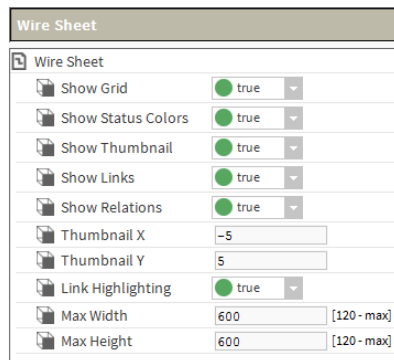 Wire Sheet
Wire Sheet
Show Grid true
Show Status Colors true
Show Thumbnail true
Show Links true
Show Relations true
Thumbnail X −5
Thumbnail Y 5
Link Highlighting true
Max Width 600 [120 - max]
Max Height 600 [120 - max]